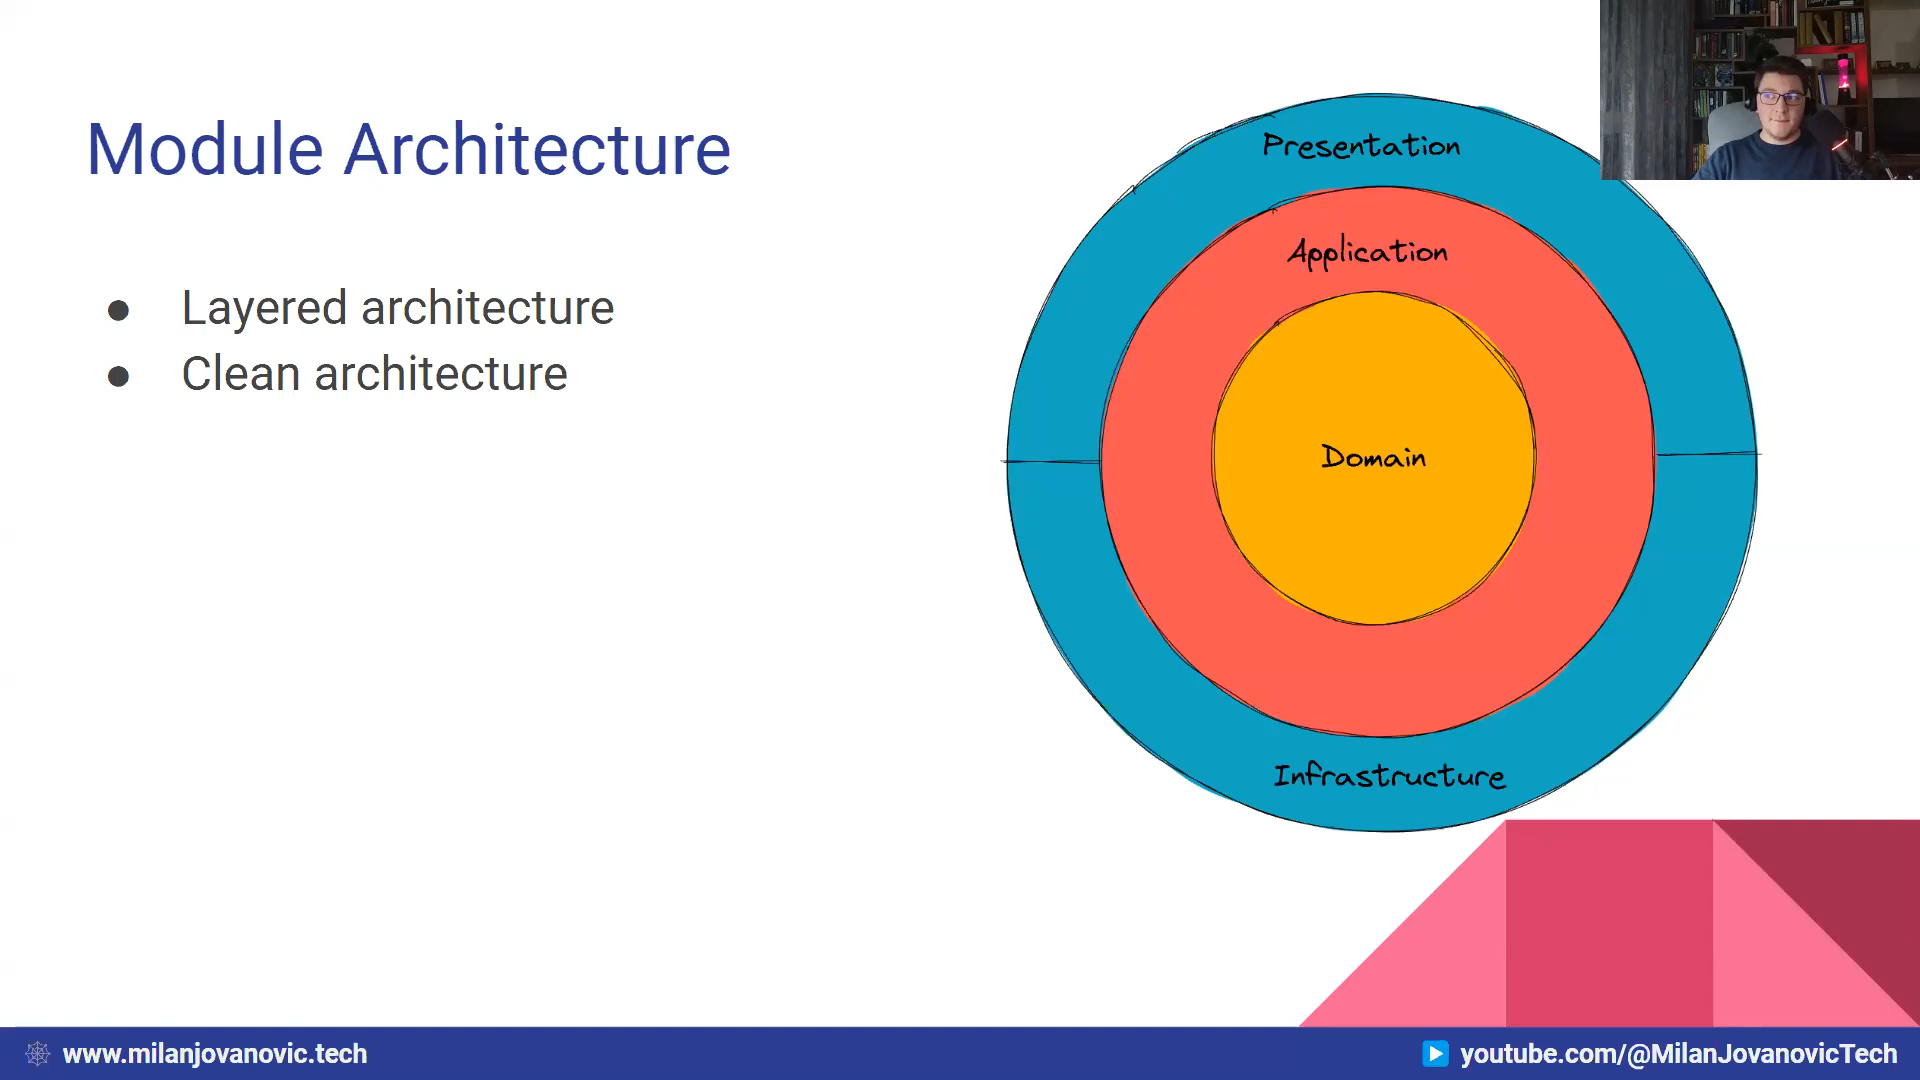 Module Architecture
● Layered architecture
● Clean architecture
Presentation
Application
Domain
Infrastructure
www.milanjovanovic.tech
youtube.com/@MilanJovanovicTech